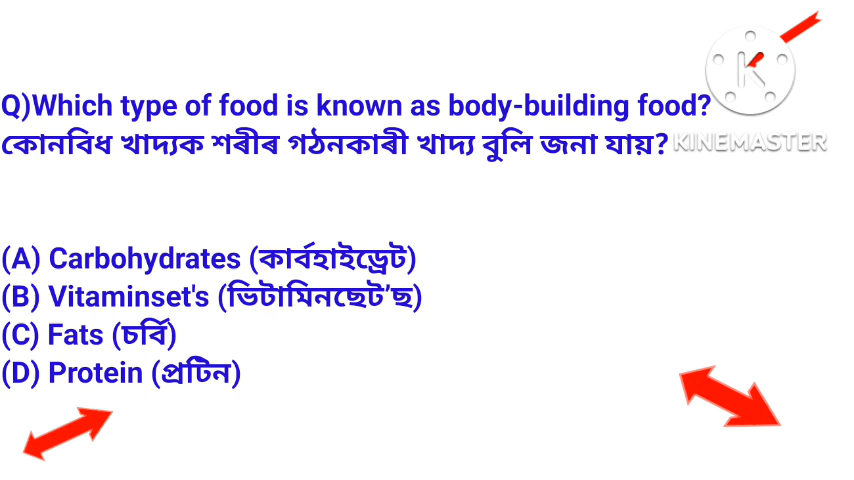 Q)Which type of food is known as body-building food?
কোনবিধ খাদ্যক শৰীৰ গঠনকাৰী খাদ্য বুলি জনা যায়?
KINEMASTER
(A) Carbohydrates (কাৰ্বহাইড্ৰেট)
(B) Vitaminset's (ভিটামিনছেট’ছ)
(C) Fats (চৰ্বি)
(D) Protein (প্ৰটিন)